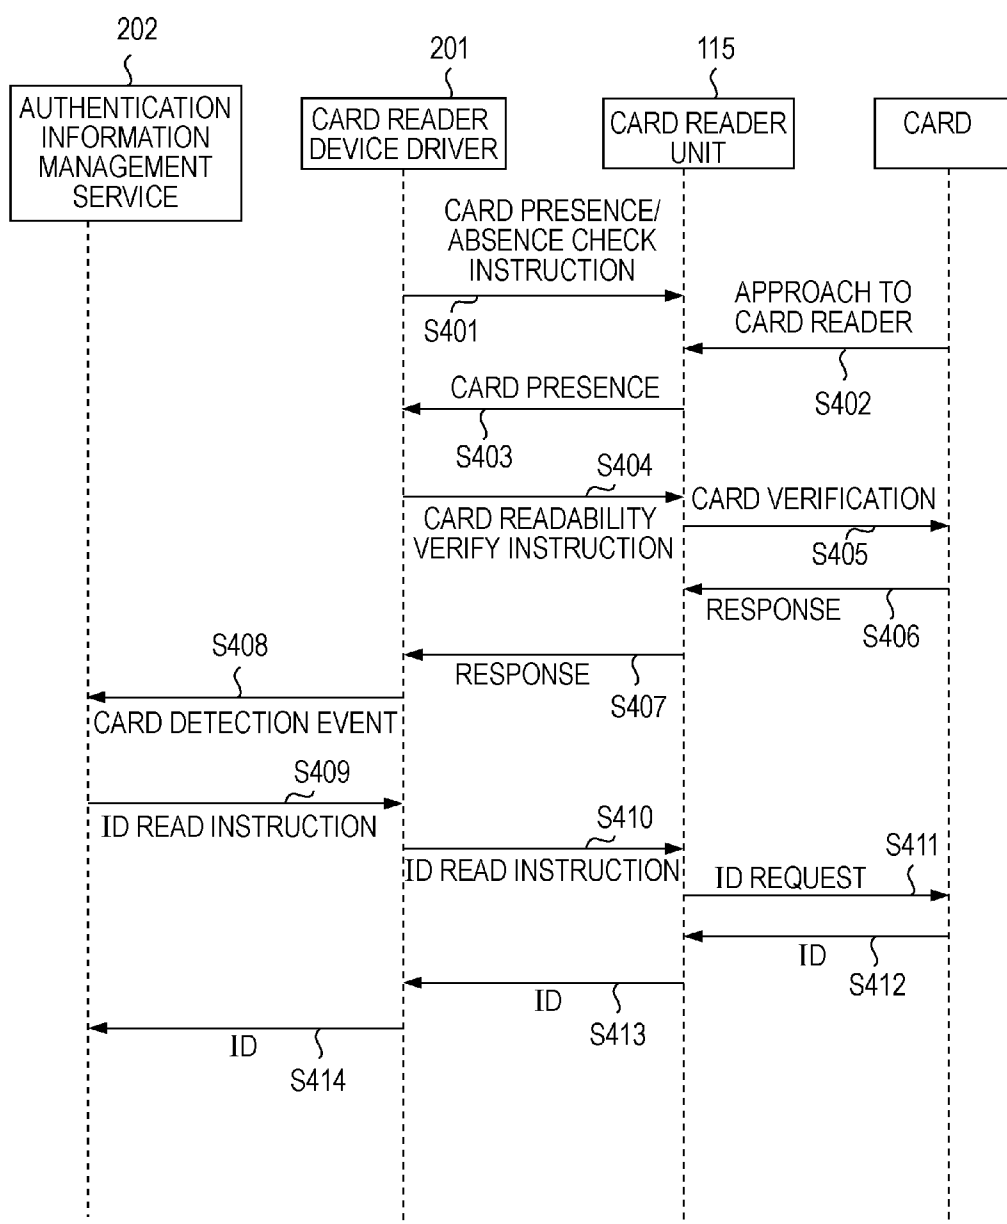 202
201
115
AUTHENTICATION
INFORMATION
MANAGEMENT
SERVICE
CARD READER
DEVICE DRIVER
CARD READER
UNIT
CARD
CARD PRESENCE/
ABSENCE CHECK
INSTRUCTION
S401
APPROACH TO
CARD READER
S402
CARD PRESENCE
S403
S404
CARD READABILITY
VERIFY INSTRUCTION
CARD VERIFICATION
S405
RESPONSE
S406
RESPONSE
S407
S408
CARD DETECTION EVENT
S409
ID READ INSTRUCTION
S410
ID READ INSTRUCTION
S411
ID REQUEST
ID
S412
ID
S413
ID
S414